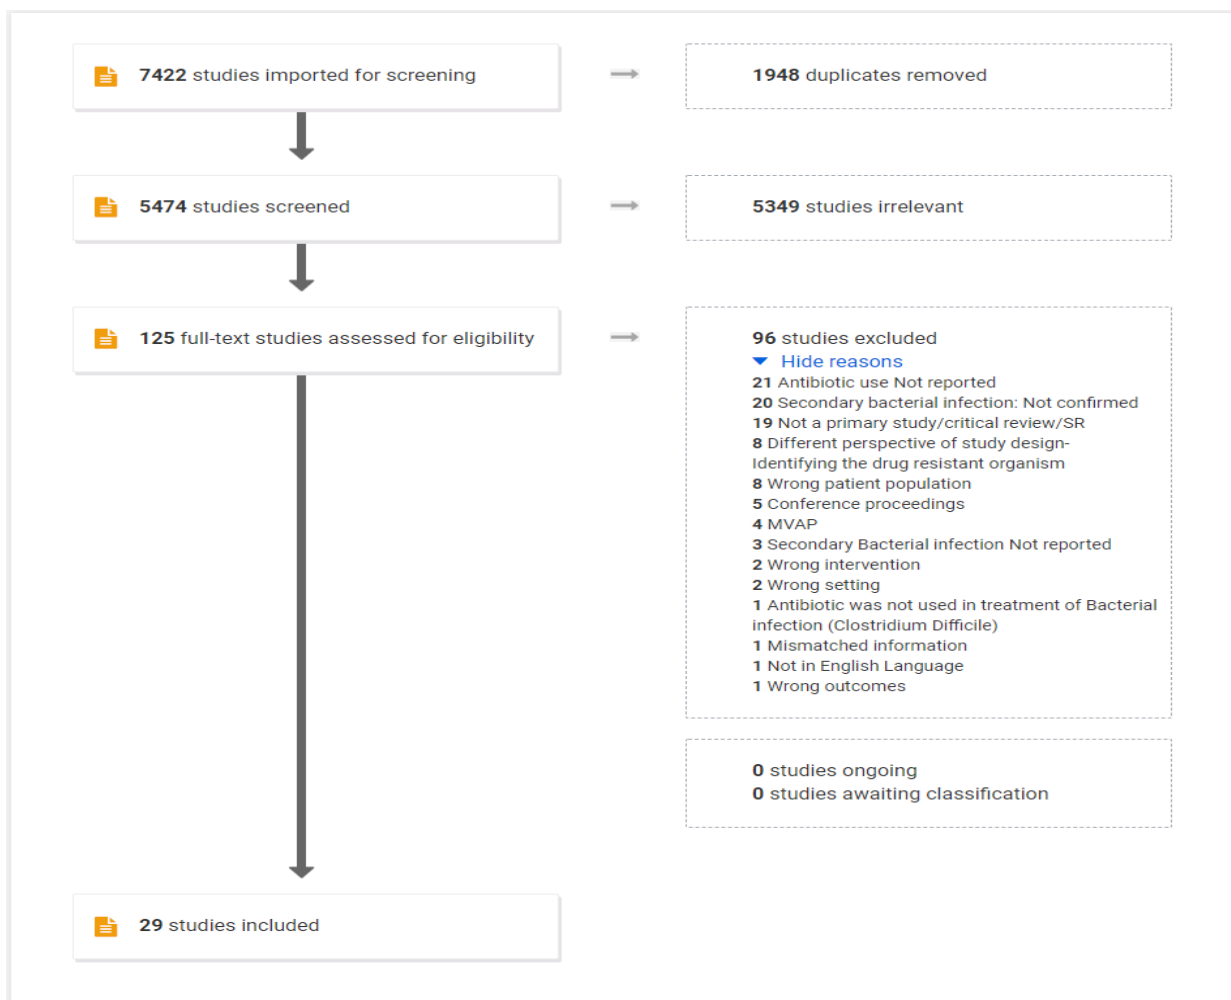 7422 studies imported for screening
1948 duplicates removed
5474 studies screened
5349 studies irrelevant
125 full-text studies assessed for eligibility
96 studies excluded
Hide reasons
21 Antibiotic use Not reported
20 Secondary bacterial infection: Not confirmed
19 Not a primary study/critical review/SR
8 Different perspective of study design-
Identifying the drug resistant organism
8 Wrong patient population
5 Conference proceedings
4 MVAP
3 Secondary Bacterial infection Not reported
2 Wrong intervention
2 Wrong setting
1 Antibiotic was not used in treatment of Bacterial
infection (Clostridium Difficile)
1 Mismatched information
1 Not in English Language
1 Wrong outcomes
0 studies ongoing
0 studies awaiting classification
29 studies included